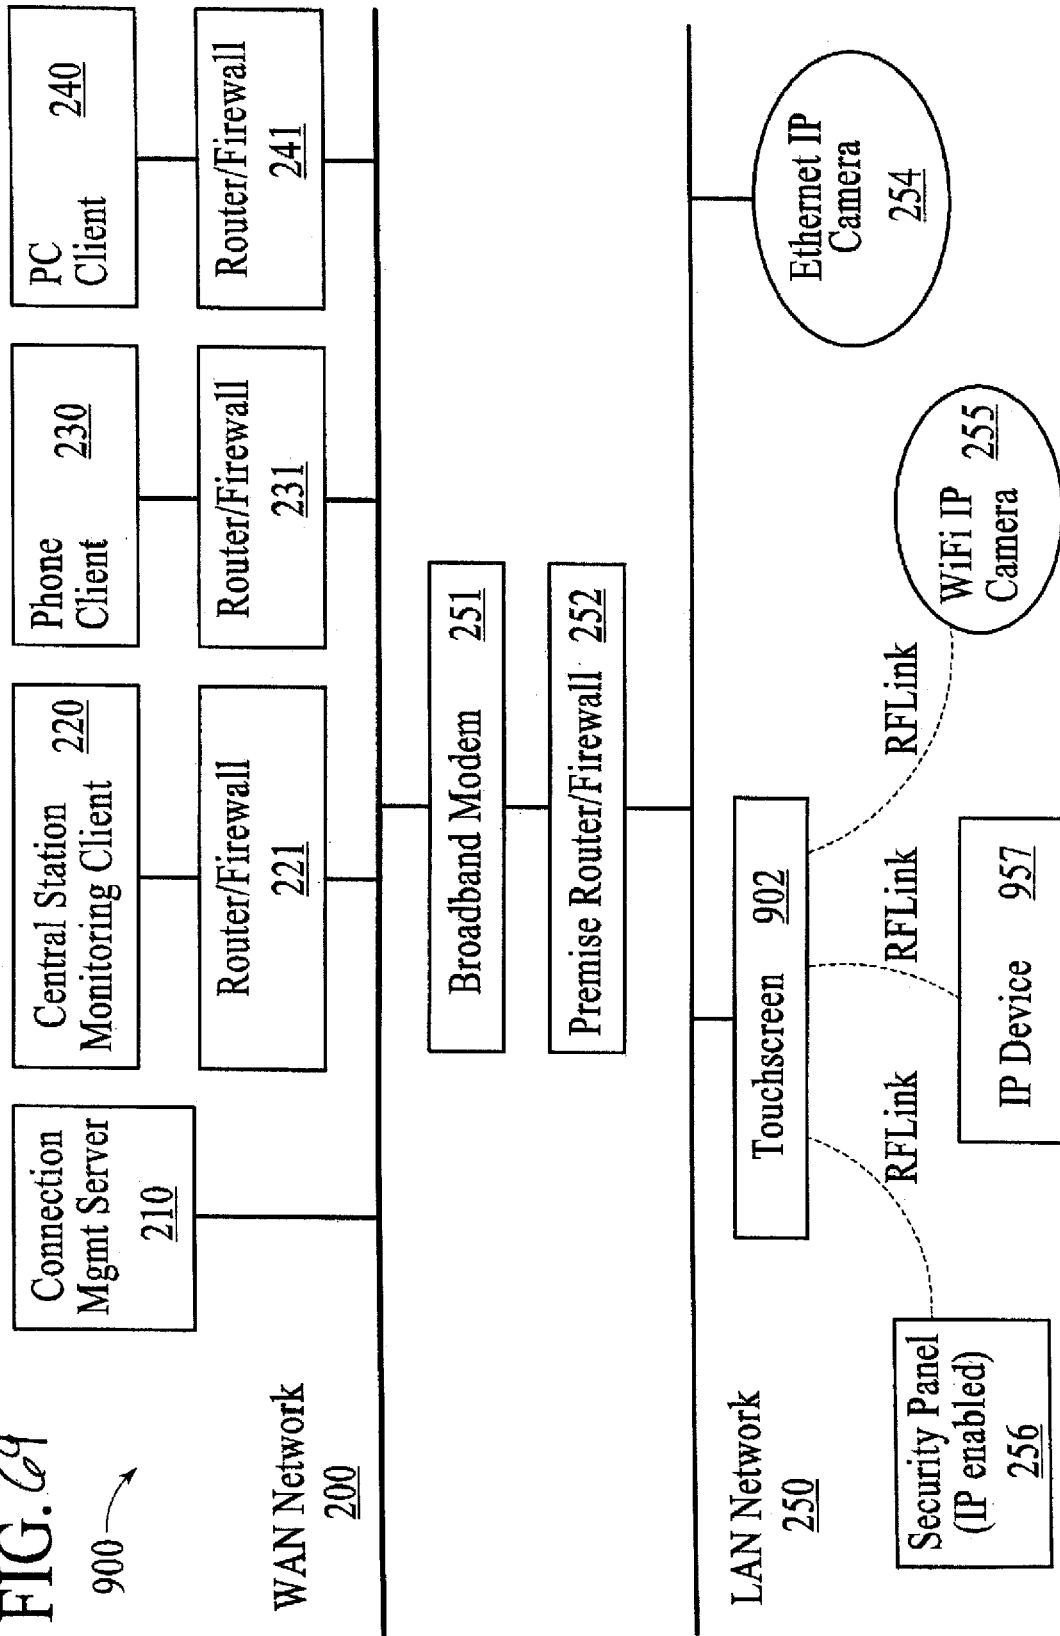 FIG. 64
900
Connection
Mgmt Server
210
Central Station
Monitoring Client 220
Phone
Client 230
PC
Client 240
Router/Firewall
221
Router/Firewall
231
Router/Firewall
241
WAN Network
200
Broadband Modem 251
Premise Router/Firewall 252
LAN Network
250
Touchscreen 902
Ethernet IP
Camera
254
RFLink
RFLink
RFLink
Security Panel
(IP enabled)
256
IP Device 957
WiFi IP
Camera 255